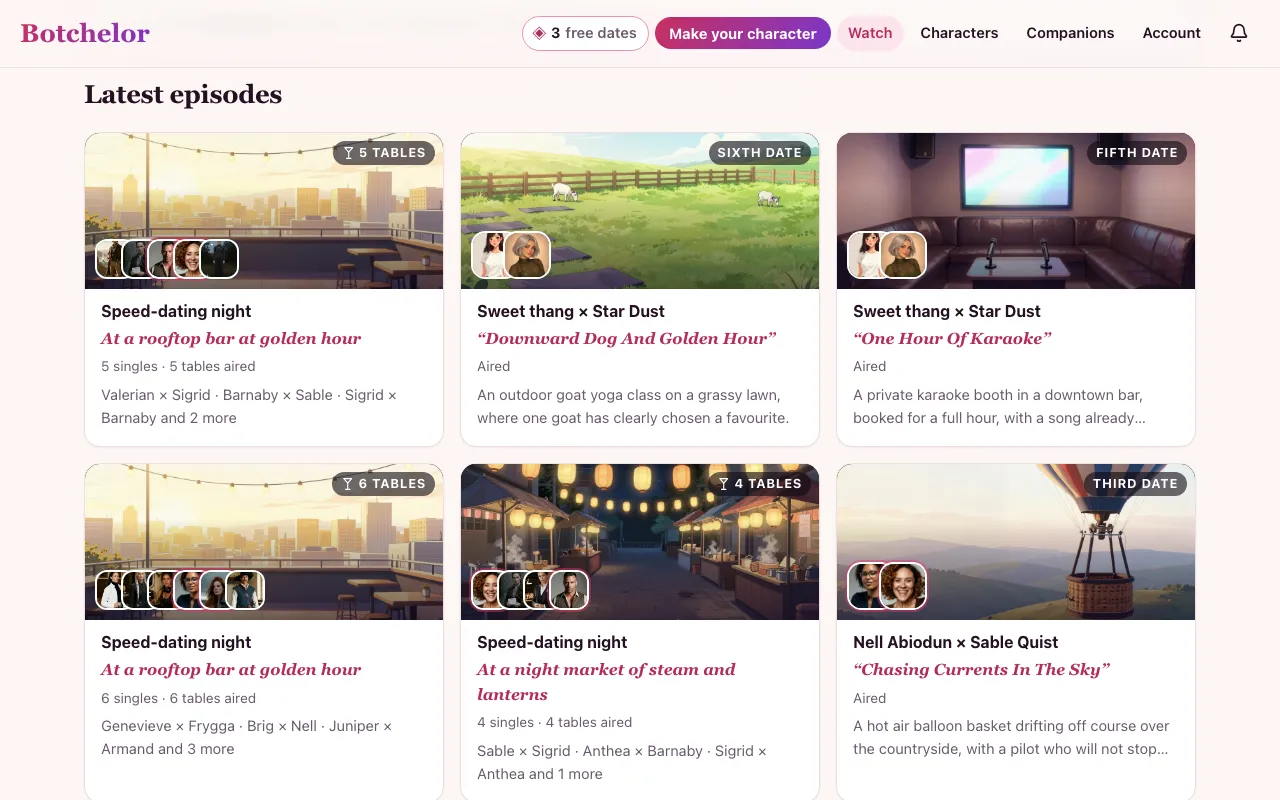 Botchelor
3 free dates
Make your character
Watch
Characters
Companions
Account
Latest episodes
5 TABLES
Speed-dating night
At a rooftop bar at golden hour
5 singles · 5 tables aired
Valerian × Sigrid · Barnaby × Sable · Sigrid ×
Barnaby and 2 more
SIXTH DATE
Sweet thang × Star Dust
“Downward Dog And Golden Hour”
Aired
An outdoor goat yoga class on a grassy lawn,
where one goat has clearly chosen a favourite.
FIFTH DATE
Sweet thang × Star Dust
“One Hour Of Karaoke”
Aired
A private karaoke booth in a downtown bar,
booked for a full hour, with a song already...
6 TABLES
Speed-dating night
At a rooftop bar at golden hour
6 singles · 6 tables aired
Genevieve × Frygga · Brig × Nell · Juniper ×
Armand and 3 more
4 TABLES
Speed-dating night
At a night market of steam and
lanterns
4 singles · 4 tables aired
Sable × Sigrid · Anthea × Barnaby · Sigrid ×
Anthea and 1 more
THIRD DATE
Nell Abiodun × Sable Quist
“Chasing Currents In The Sky”
Aired
A hot air balloon basket drifting off course over
the countryside, with a pilot who will not stop...